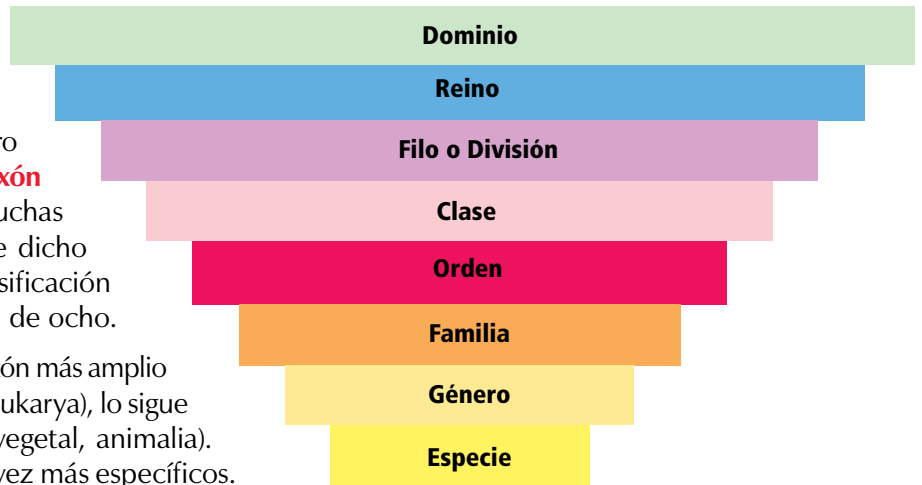 Dominio
Reino
Filo o División
Clase
Orden
Familia
Género
Especie
ro
xón
uchas
e dicho
sificación
de ocho.
ón más amplio
ukarya), lo sigue
vegetal, animalia).
vez más específicos.